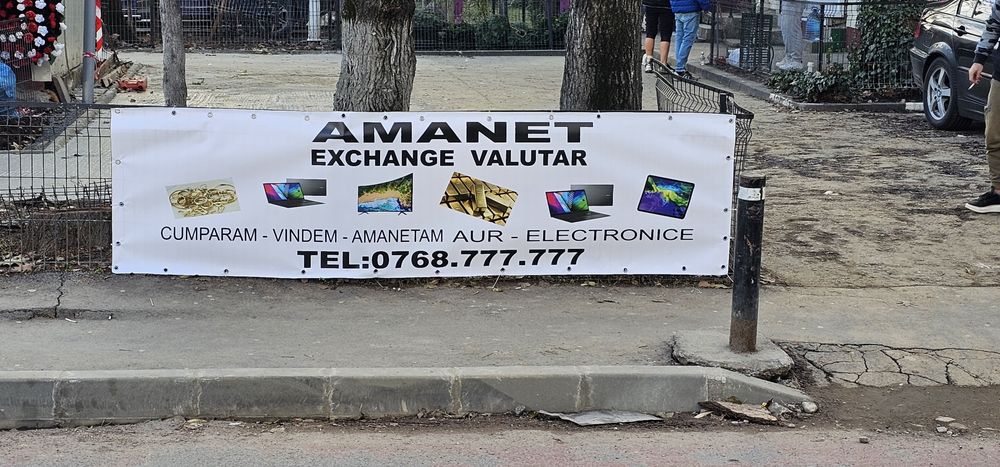 AMANET
EXCHANGE VALUTAR
CUMPARAM - VINDEM - AMANETAM AUR - ELECTRONICE
TEL:0768.777.777